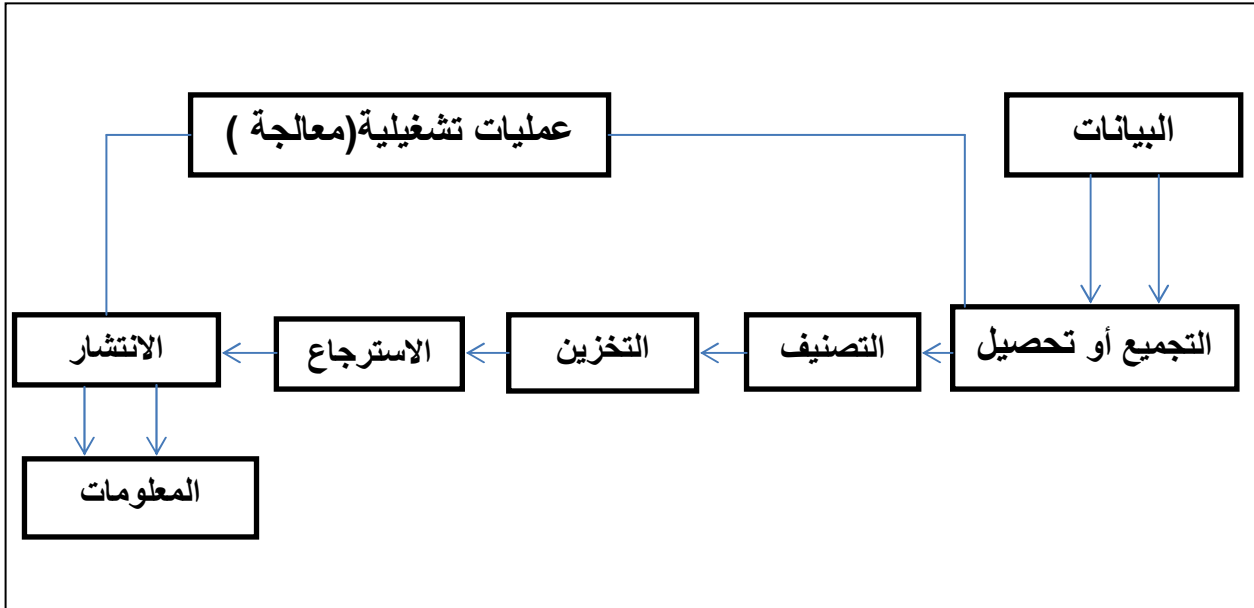 البيانات
عمليات تشغيلية(معالجة )
التجميع أو تحصيل
التصنيف
التخزين
الاسترجاع
الانتشار
المعلومات